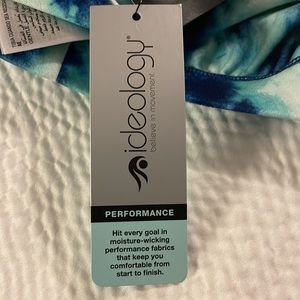 ideology®
believe in movement
PERFORMANCE
Hit every goal in
moisture-wicking
performance fabrics
that keep you
comfortable from
start to finish.